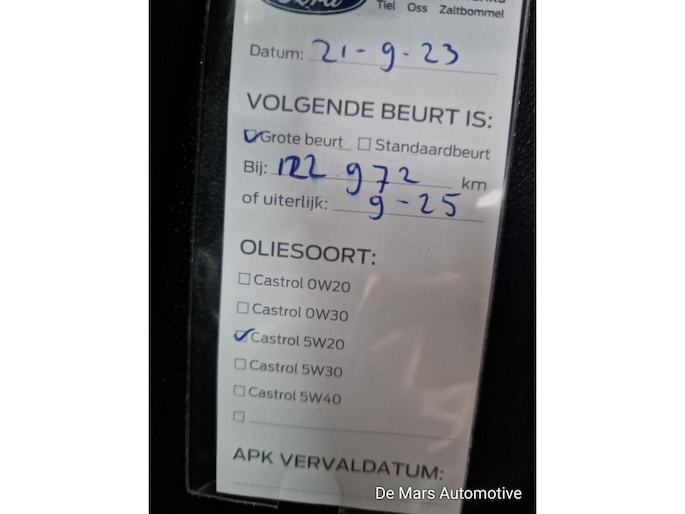 Ford
Tiel Oss Zaltbommel
Datum: 21-9-23
VOLGENDE BEURT IS:
Grote beurt Standaardbeurt
Bij: 122.972 km
of uiterlijk: 9-25
OLIESOORT:
Castrol 0W20
Castrol 0W30
Castrol 5W20
Castrol 5W30
Castrol 5W40
APK VERVALDATUM:
De Mars Automotive